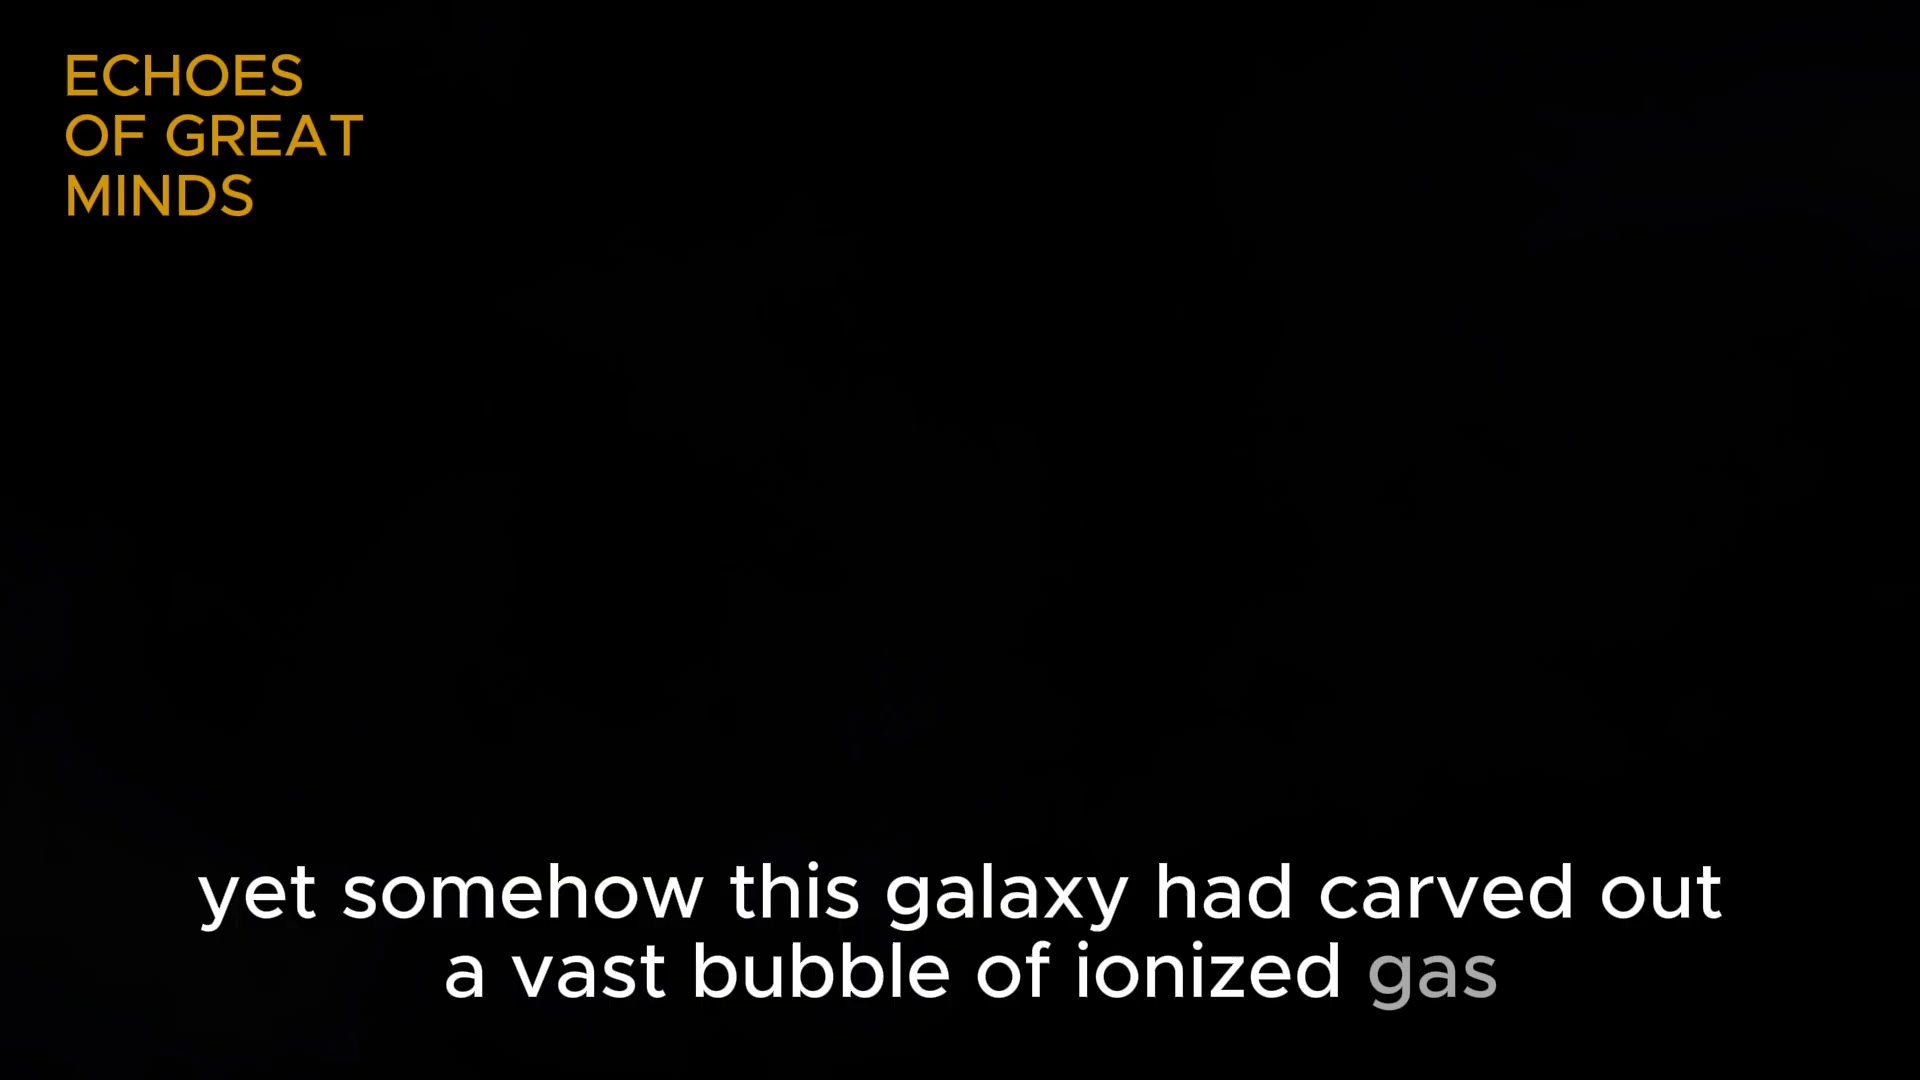 ECHOES
OF GREAT
MINDS
yet somehow this galaxy had carved out
a vast bubble of ionized gas